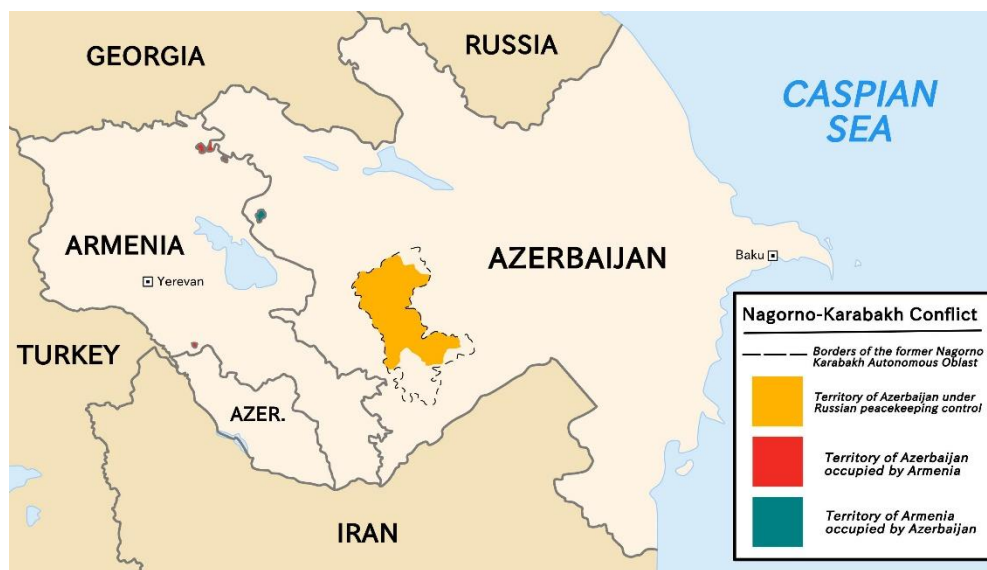 GEORGIA
RUSSIA
CASPIAN
SEA
ARMENIA
AZERBAIJAN
Baku
Yerevan
TURKEY
AZER.
IRAN
Nagorno-Karabakh Conflict
Borders of the former Nagorno
Karabakh Autonomous Oblast
Territory of Azerbaijan under
Russian peacekeeping control
Territory of Azerbaijan
occupied by Armenia
Territory of Armenia
occupied by Azerbaijan